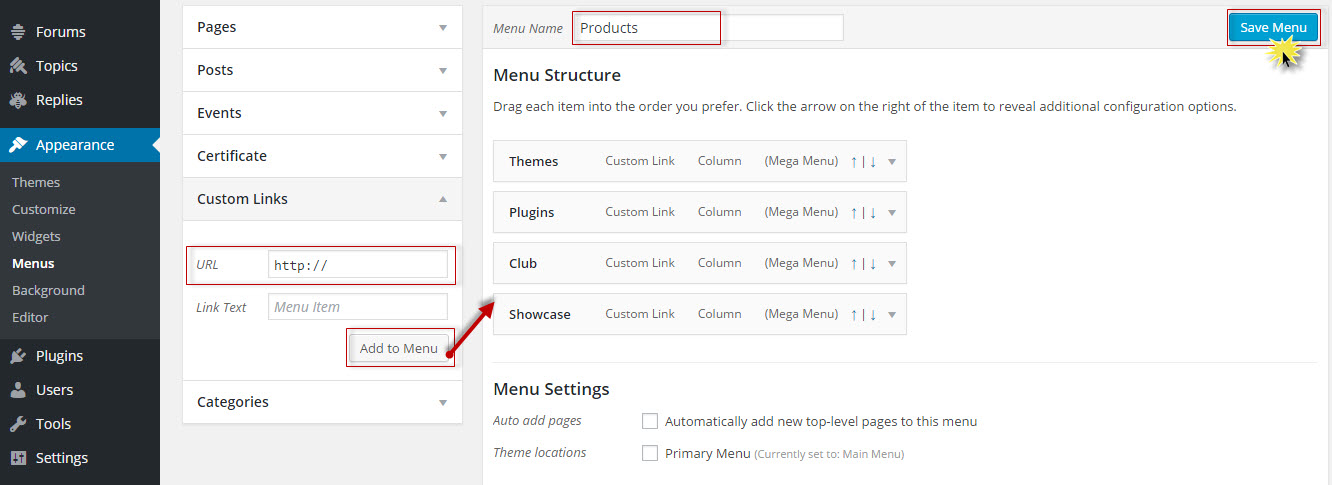 Forums
Topics
Replies
Appearance
Themes
Customize
Widgets
Menus
Background
Editor
Plugins
Users
Tools
Settings
Pages
Posts
Events
Certificate
Custom Links
URL http://
Link Text Menu Item
Add to Menu
Categories
Menu Name Products Save Menu
Menu Structure
Drag each item into the order you prefer. Click the arrow on the right of the item to reveal additional configuration options.
Themes Custom Link Column (Mega Menu) ↑ | ↓
Plugins Custom Link Column (Mega Menu) ↑ | ↓
Club Custom Link Column (Mega Menu) ↑ | ↓
Showcase Custom Link Column (Mega Menu) ↑ | ↓
Menu Settings
Auto add pages Automatically add new top-level pages to this menu
Theme locations Primary Menu (Currently set to: Main Menu)